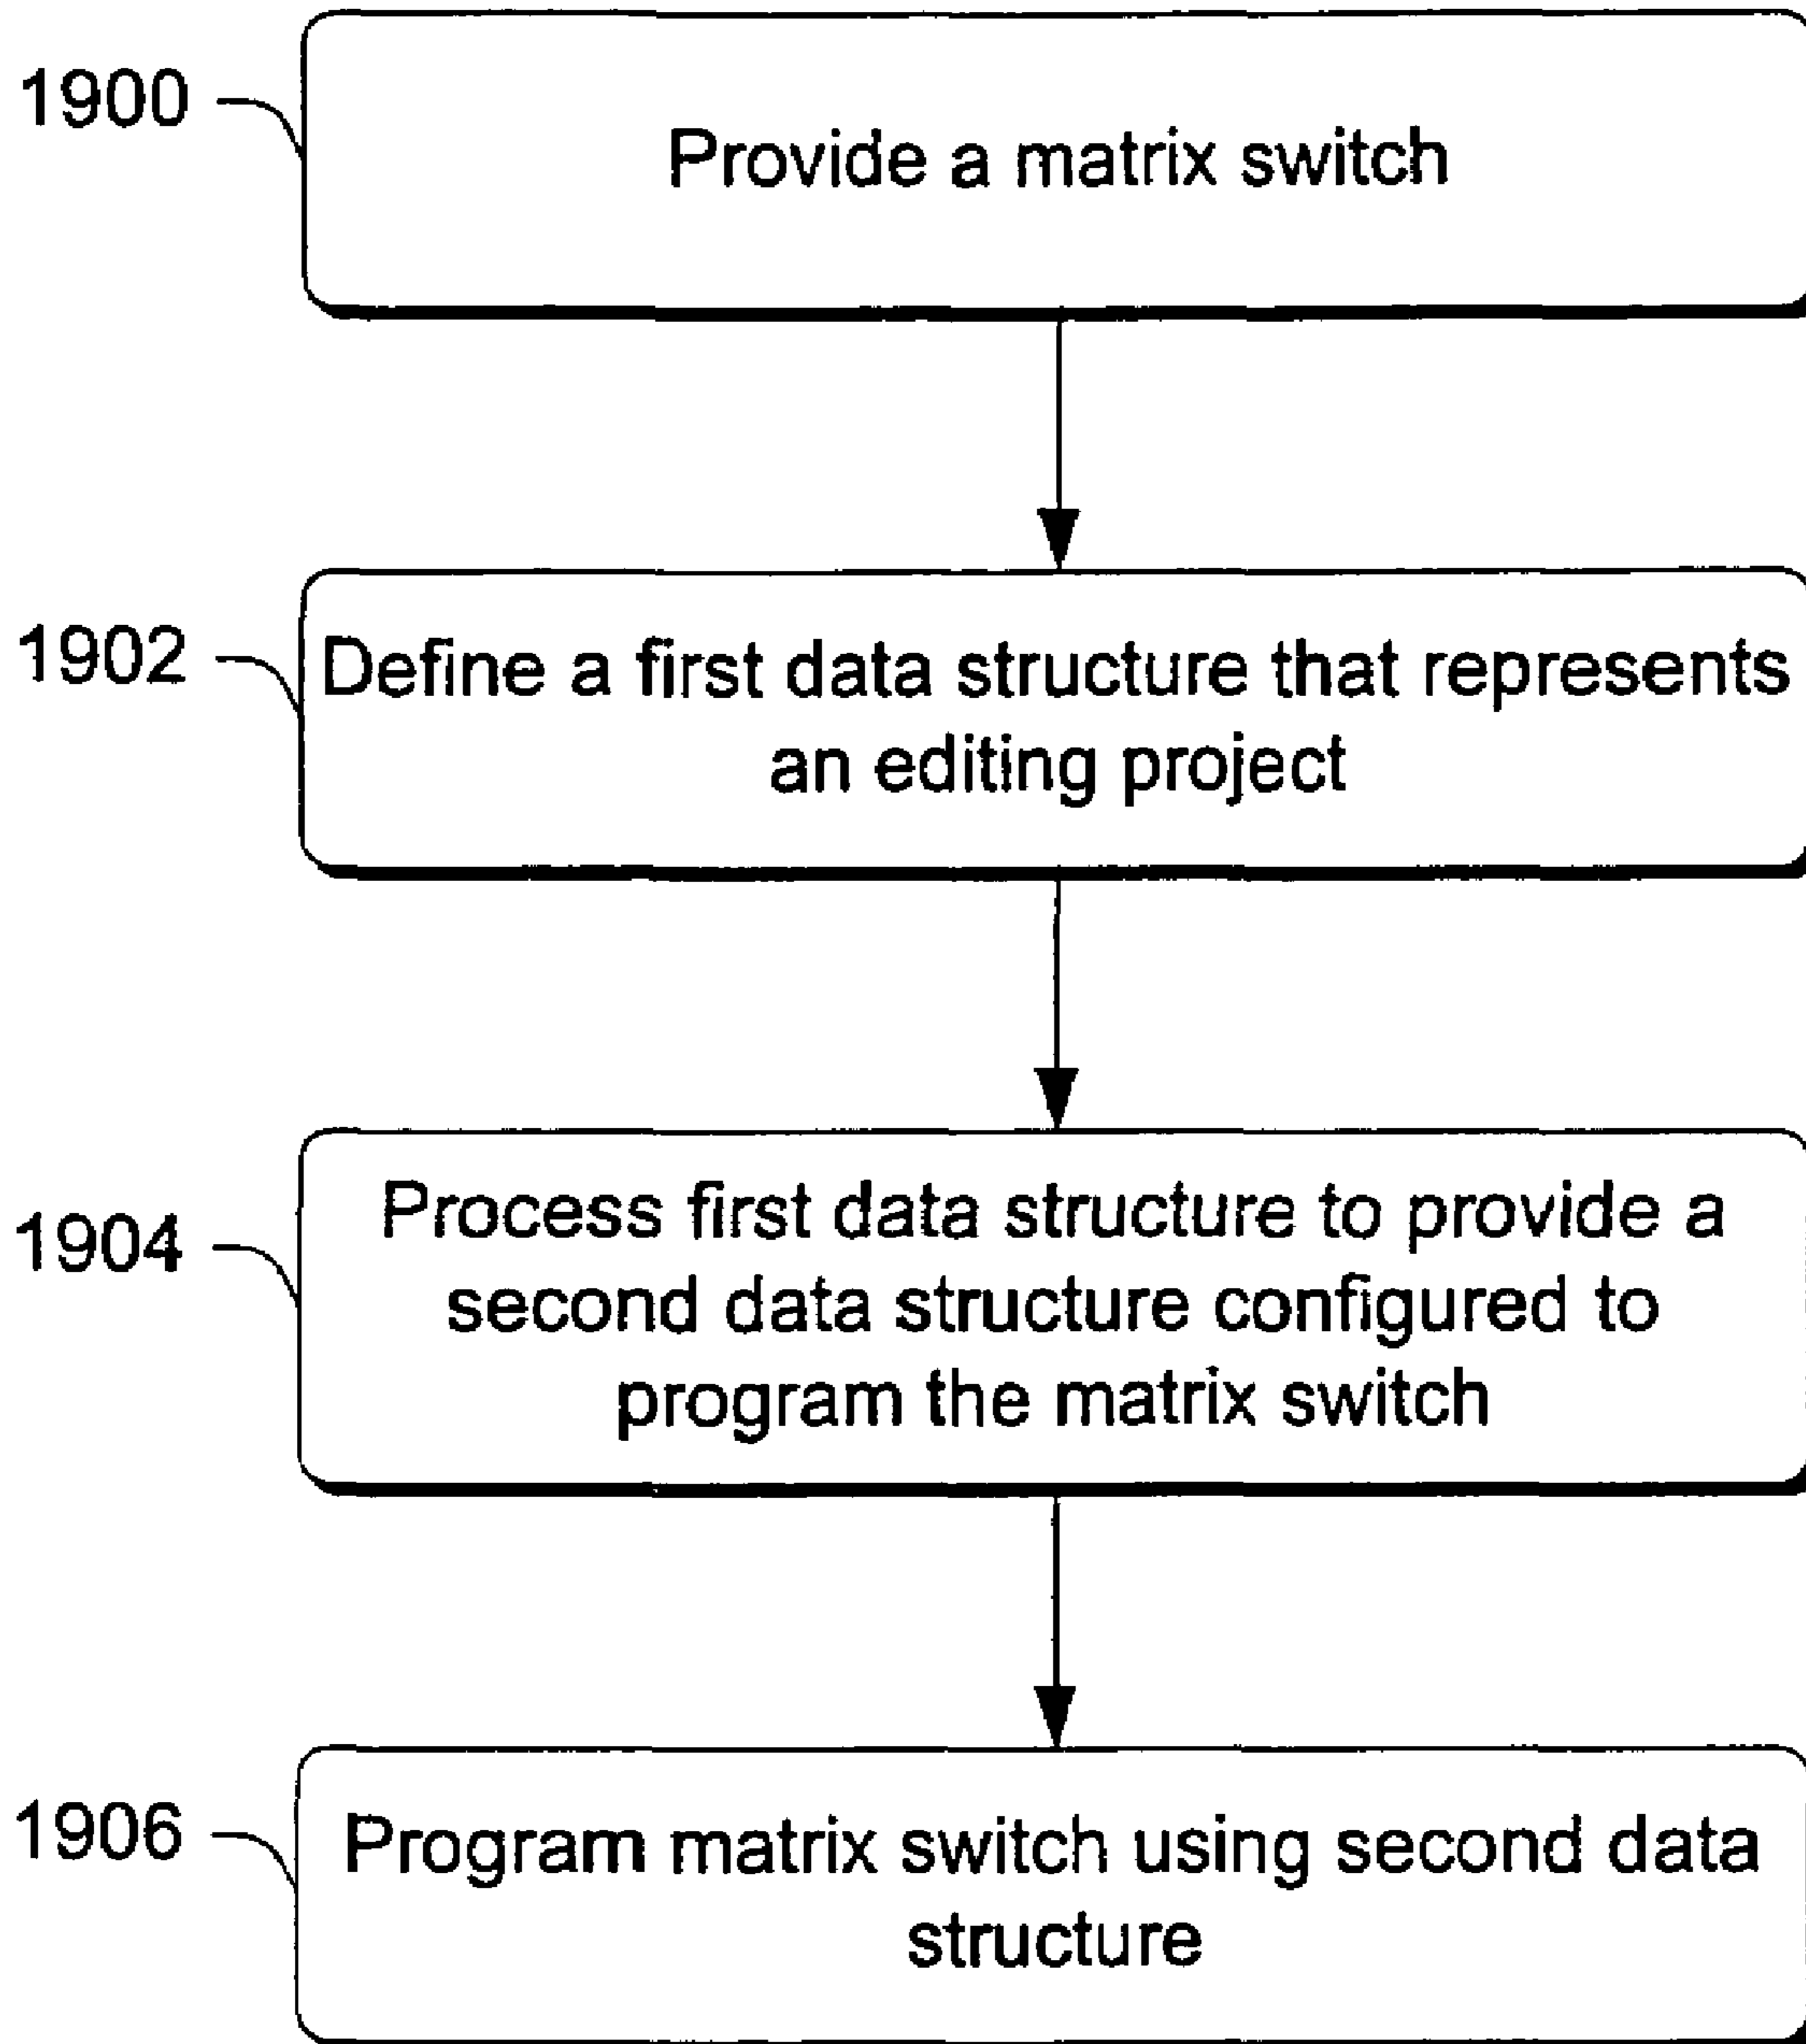 1900
Provide a matrix switch
1902
Define a first data structure that represents
an editing project
1904
Process first data structure to provide a
second data structure configured to
program the matrix switch
1906
Program matrix switch using second data
structure